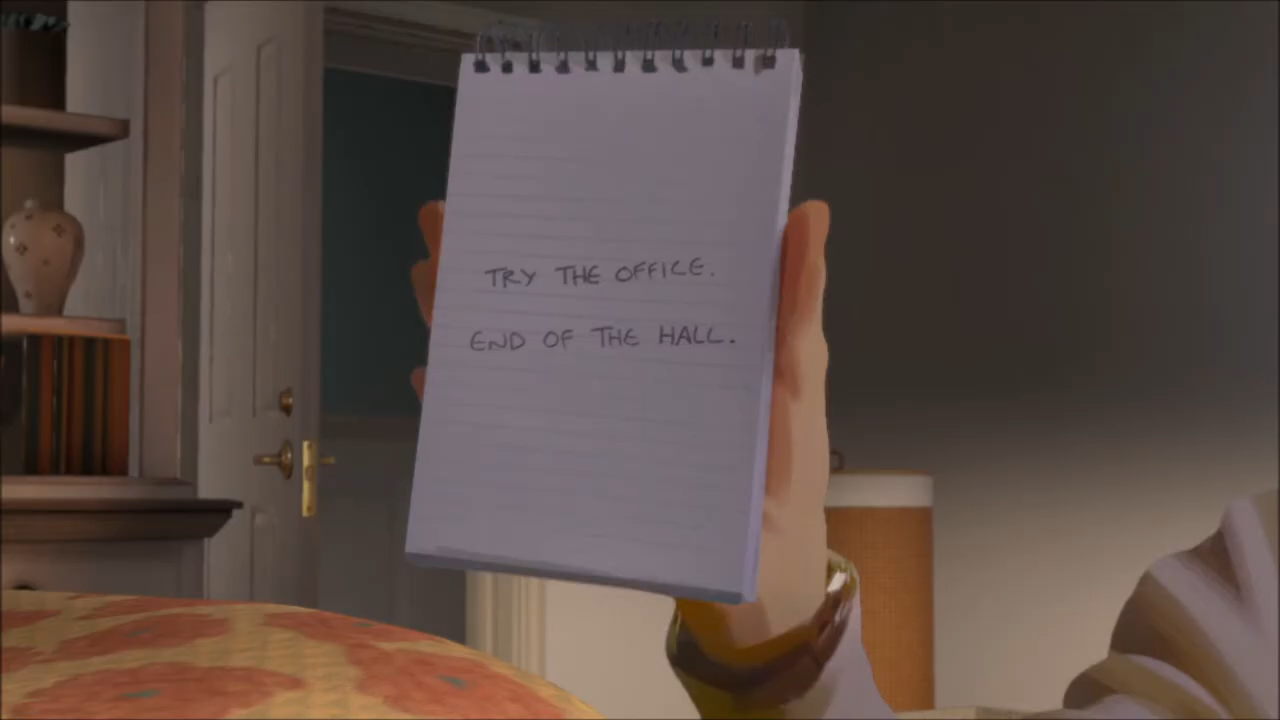 TRY THE OFFICE.
END OF THE HALL.